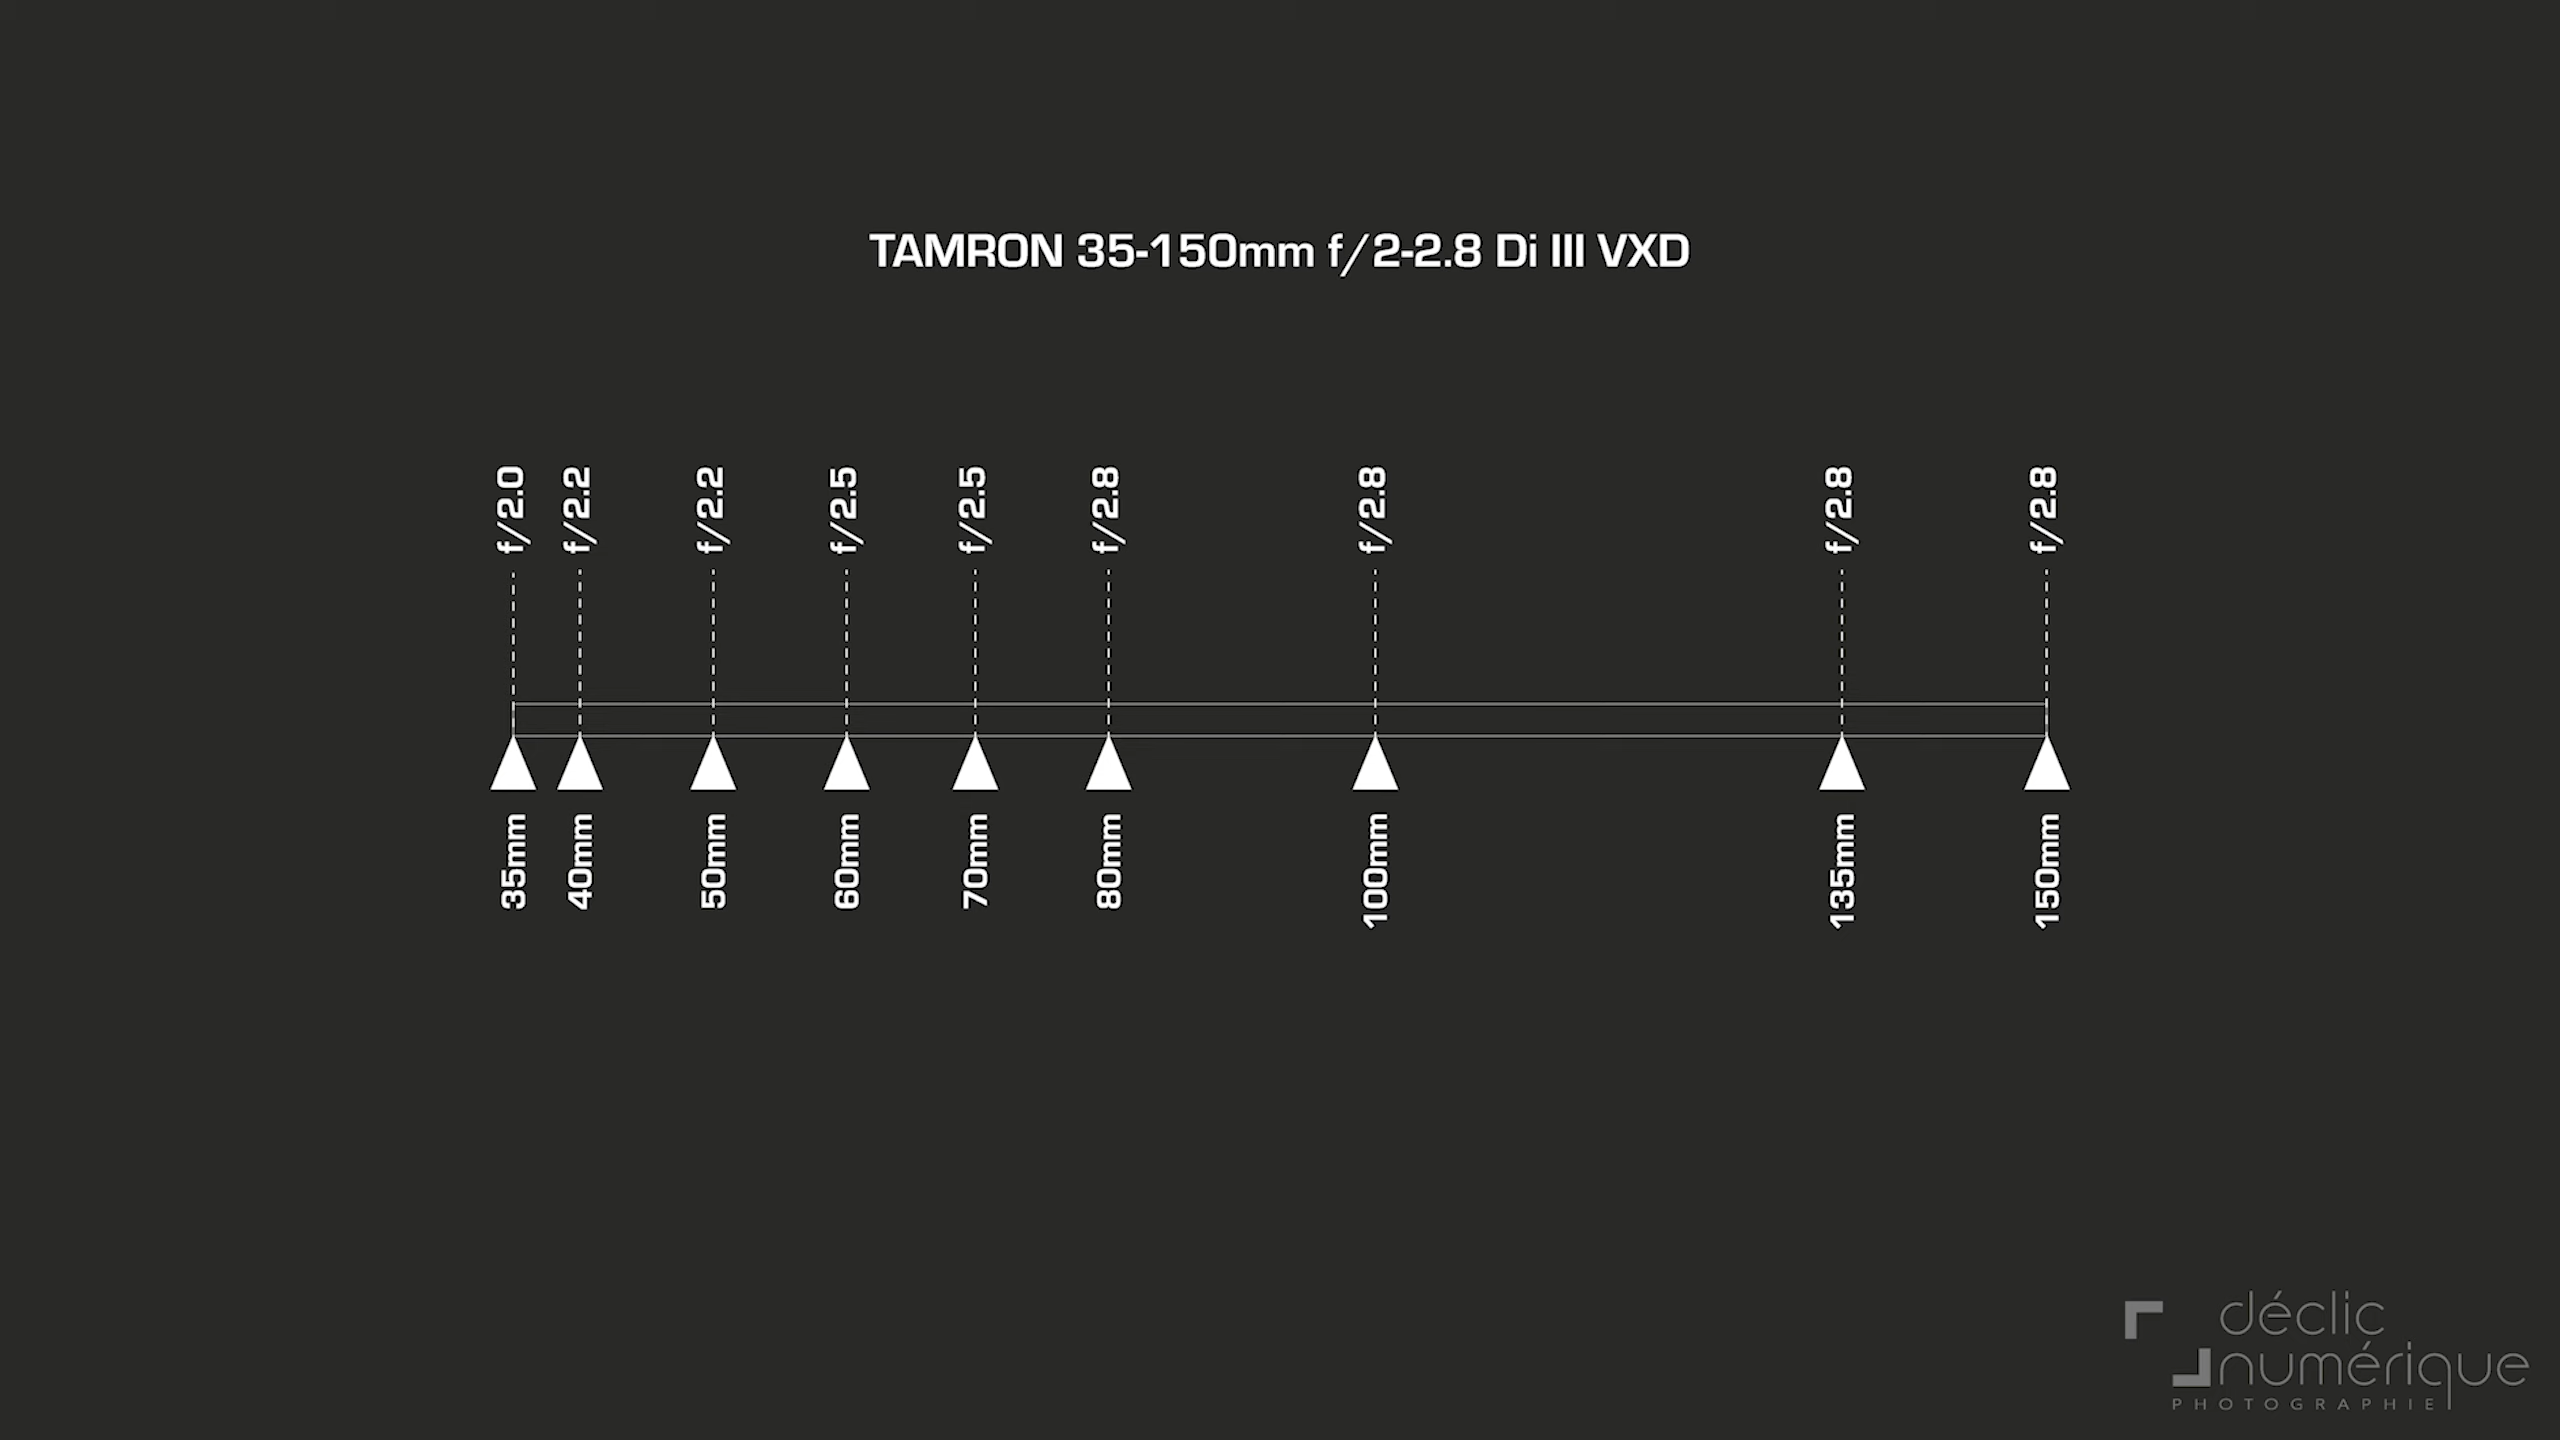 TAMRON 35-150mm f/2-2.8 Di III VXD
f/2.0
f/2.2
f/2.2
f/2.5
f/2.5
f/2.8
f/2.8
f/2.8
f/2.8
35mm
40mm
50mm
60mm
70mm
80mm
100mm
135mm
150mm
déclic
numérique
PHOTOGRAPHIE